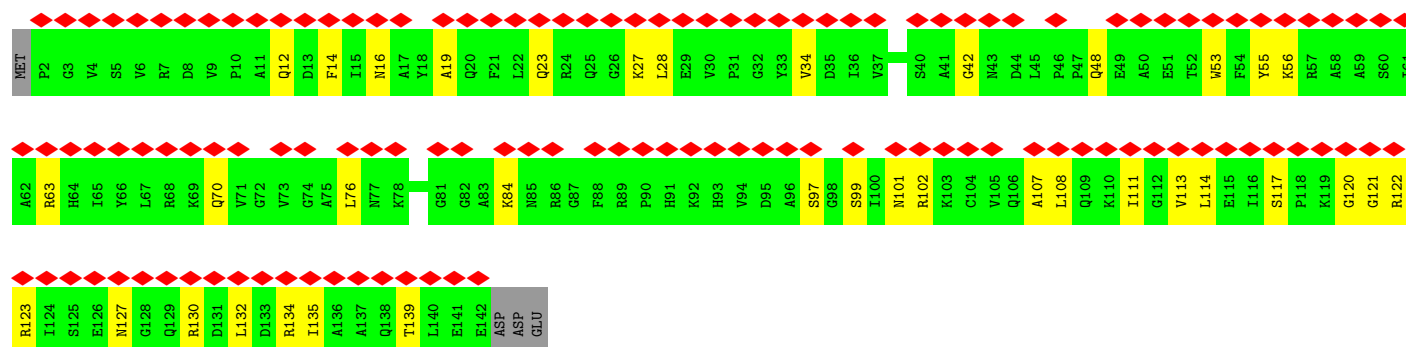 MET P2 G3 V4 S5 V6 R7 D8 V9 P10 A11 Q12 D13 F14 I15 N16 A17 Y18 A19 Q20 F21 L22 Q23 R24 Q25 G26 K27 L28 E29 V30 P31 G32 Y33 V34 D35 I36 V37 S40 A41 G42 N43 D44 L45 P46 P47 Q48 E49 A50 E51 T52 W53 F54 Y55 K56 R57 A58 A59 S60 I61
A62 R63 H64 I65 Y66 L67 R68 K69 Q70 V71 G72 V73 G74 A75 L76 N77 K78 G81 G82 A83 K84 N85 R86 G87 F88 R89 P90 H91 K92 H93 V94 D95 A96 S97 G98 S99 I100 N101 R102 K103 C104 V105 Q106 A107 L108 Q109 K110 I111 G112 V113 L114 E115 I116 S117 P118 K119 G120 G121 R122
R123 I124 S125 E126 N127 G128 Q129 R130 D131 L132 D133 R134 I135 A136 A137 Q138 T139 L140 E141 E142 ASP ASP GLU